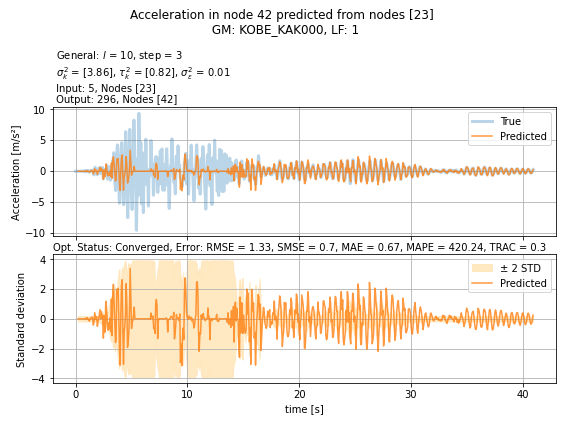 Acceleration in node 42 predicted from nodes [23]
GM: KOBE_KAK000, LF: 1
General: l = 10, step = 3
σ²ₖ = [3.86], τ²ₖ = [0.82], σ²ε = 0.01
Input: 5, Nodes [23]
Output: 296, Nodes [42]
10
5
0
−5
−10
Acceleration [m/s²]
True
Predicted
Opt. Status: Converged, Error: RMSE = 1.33, SMSE = 0.7, MAE = 0.67, MAPE = 420.24, TRAC = 0.3
4
2
0
−2
−4
Standard deviation
± 2 STD
Predicted
0 10 20 30 40
time [s]